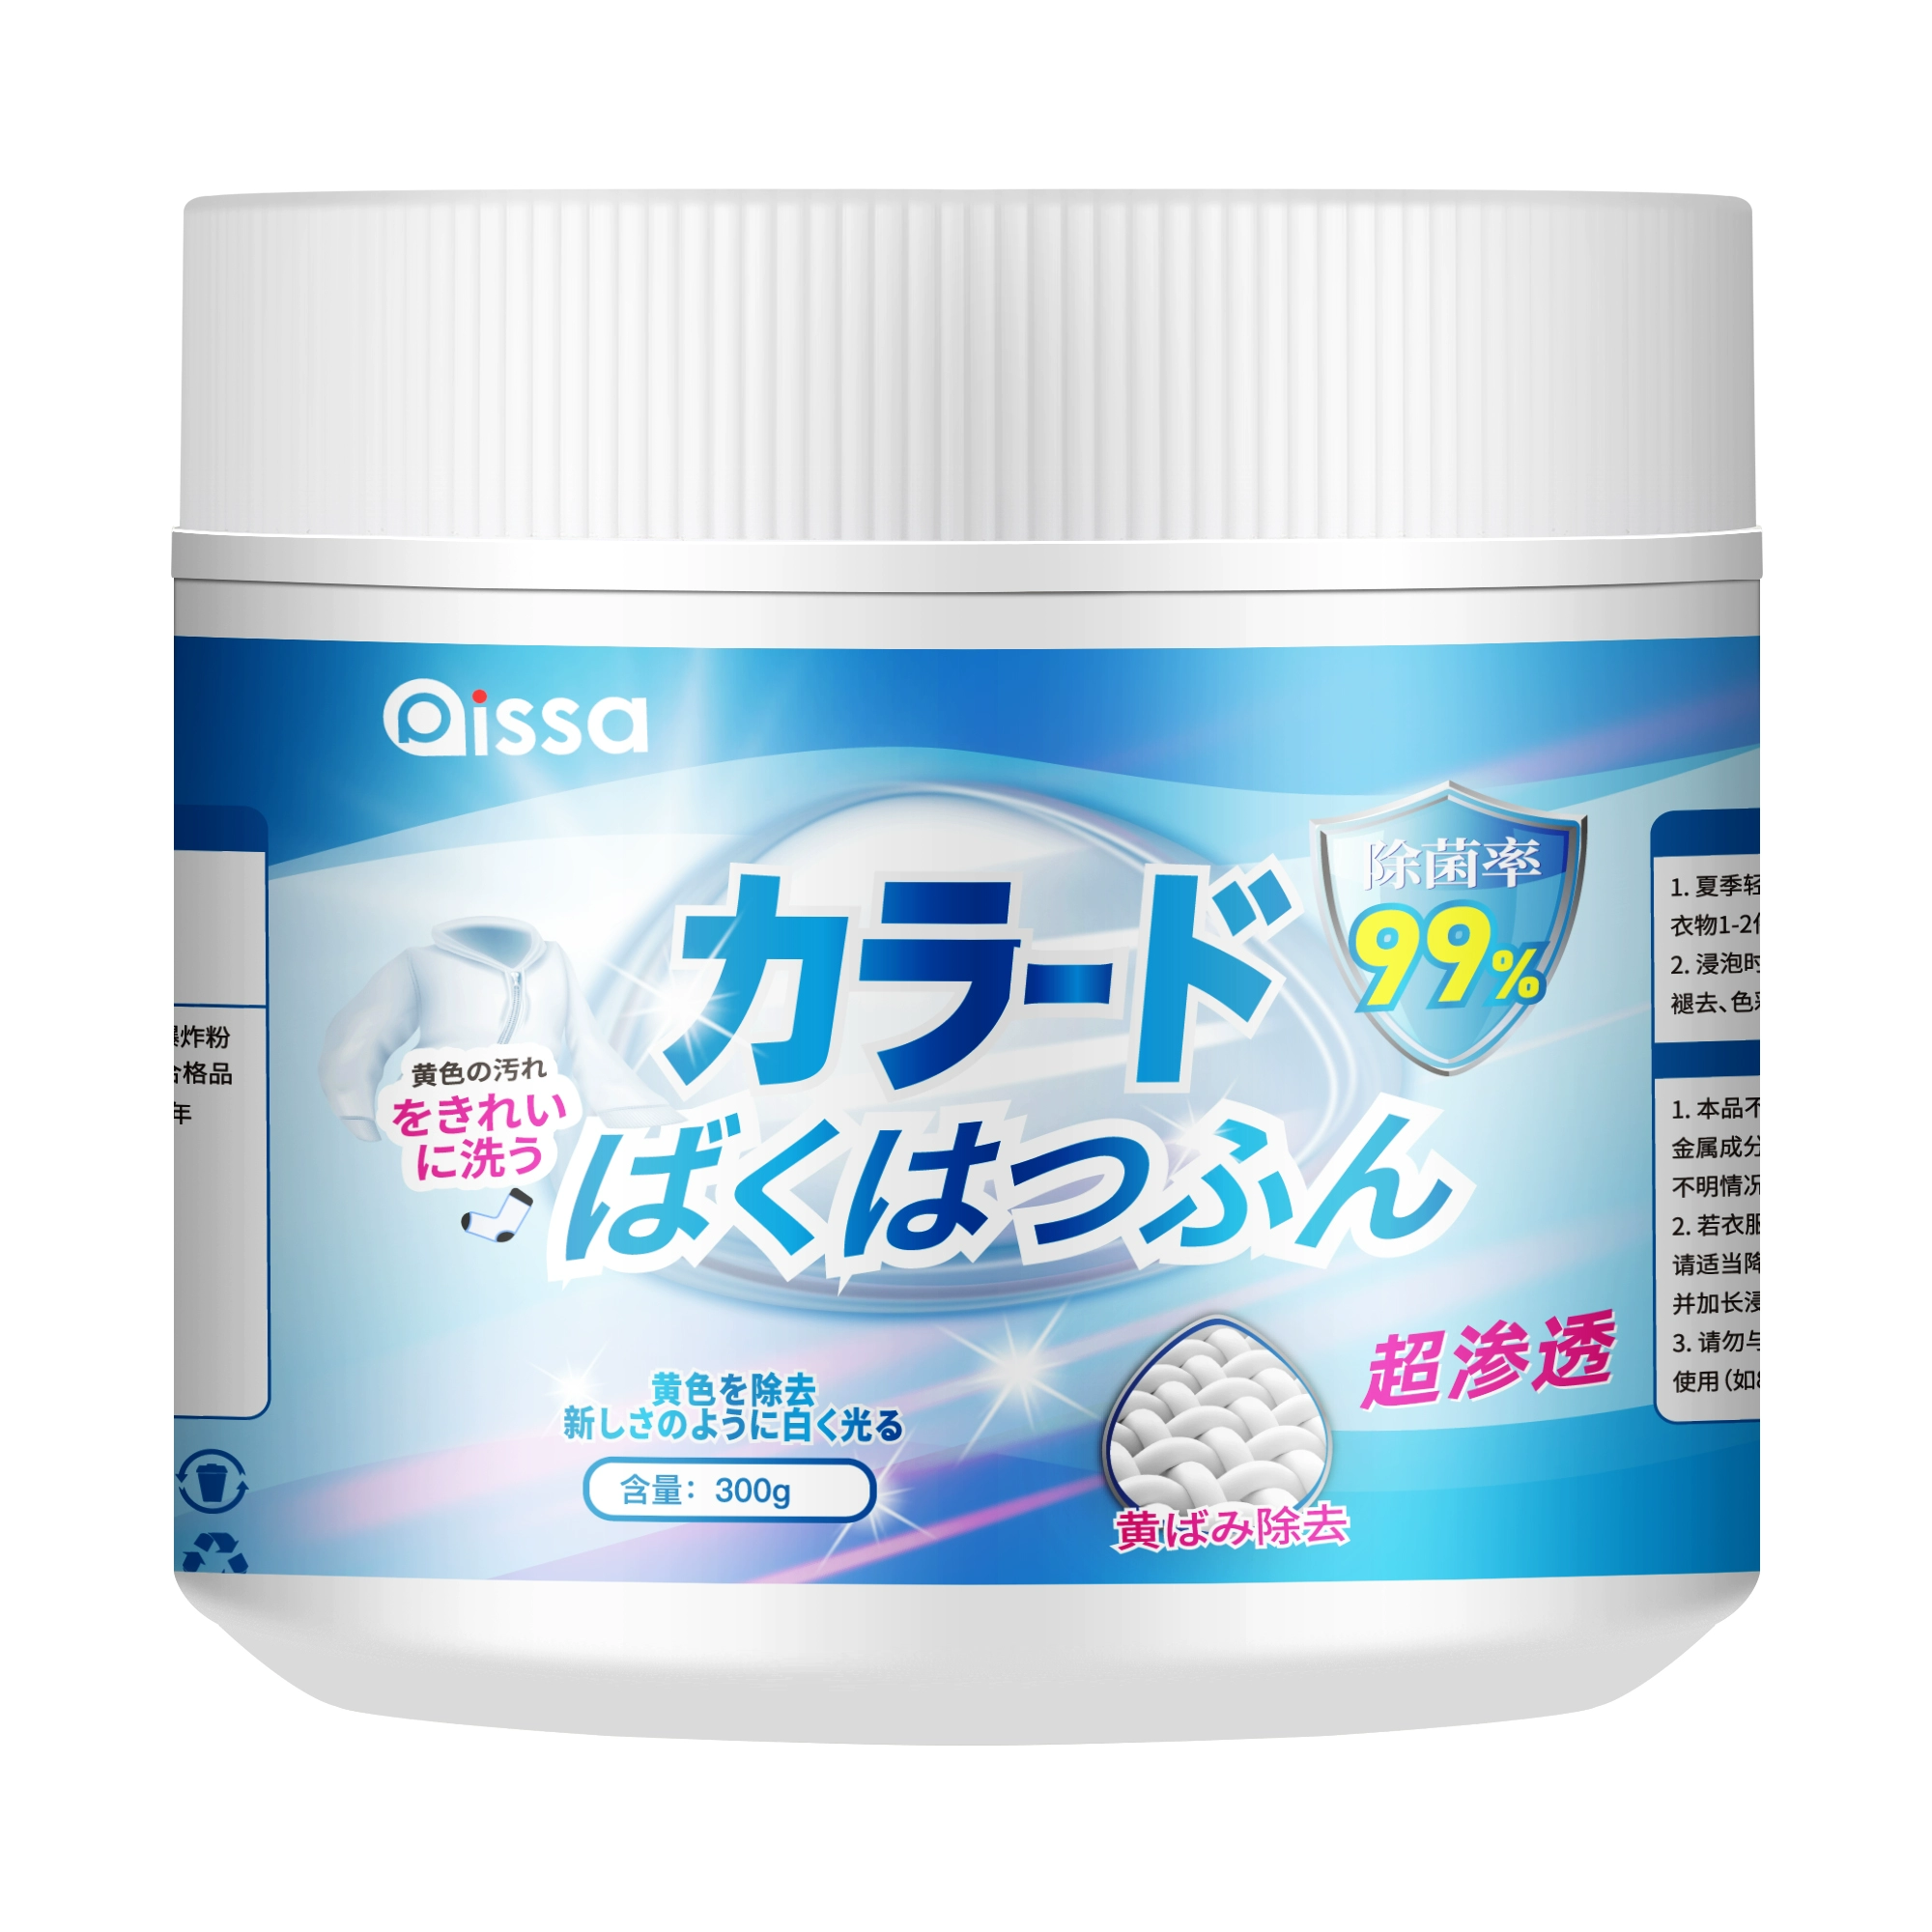 aissa
除菌率
99%
カラード
ばくはつふん
黄色の汚れ
をきれい
に洗う
黄色を除去
新しさのように白く光る
含量：300g
超渗透
黄ばみ除去
爆炸粉
合格品
年
1. 夏季轻
衣物1-2
2. 浸泡时
褪去、色彩
1. 本品不
金属成分
不明情况
2. 若衣服
请适当降
并加长浸
3. 请勿与
使用（如